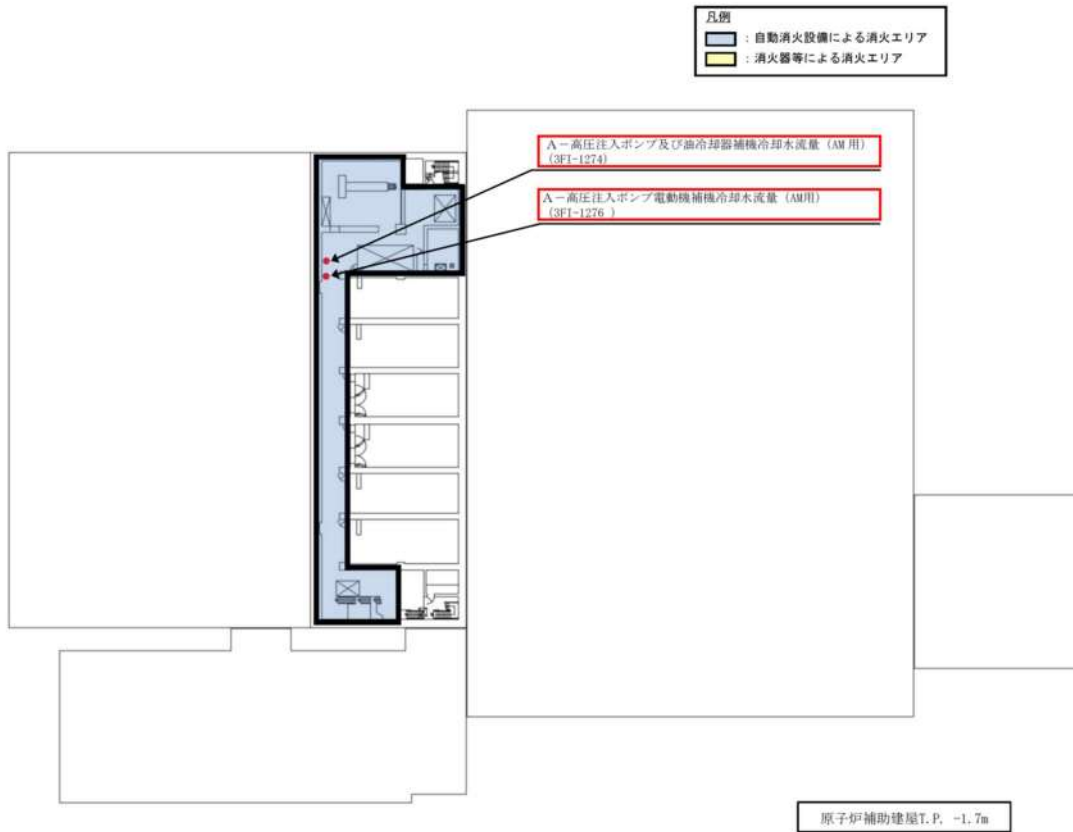 凡例
：自動消火設備による消火エリア
：消火器等による消火エリア
A－高圧注入ポンプ及び油冷却器補機冷却水流量（AM用）
(3FI-1274)
A－高圧注入ポンプ電動機補機冷却水流量（AM用）
(3FI-1276 )
原子炉補助建屋T.P. -1.7m